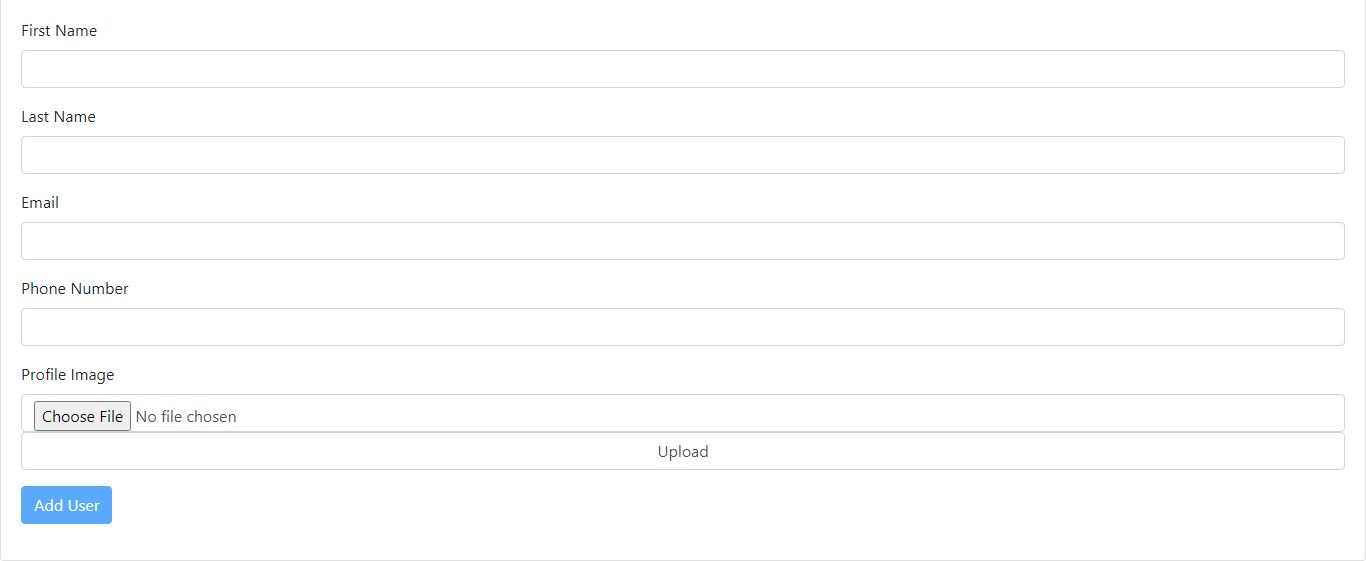 First Name
Last Name
Email
Phone Number
Profile Image
Choose File No file chosen
Upload
Add User